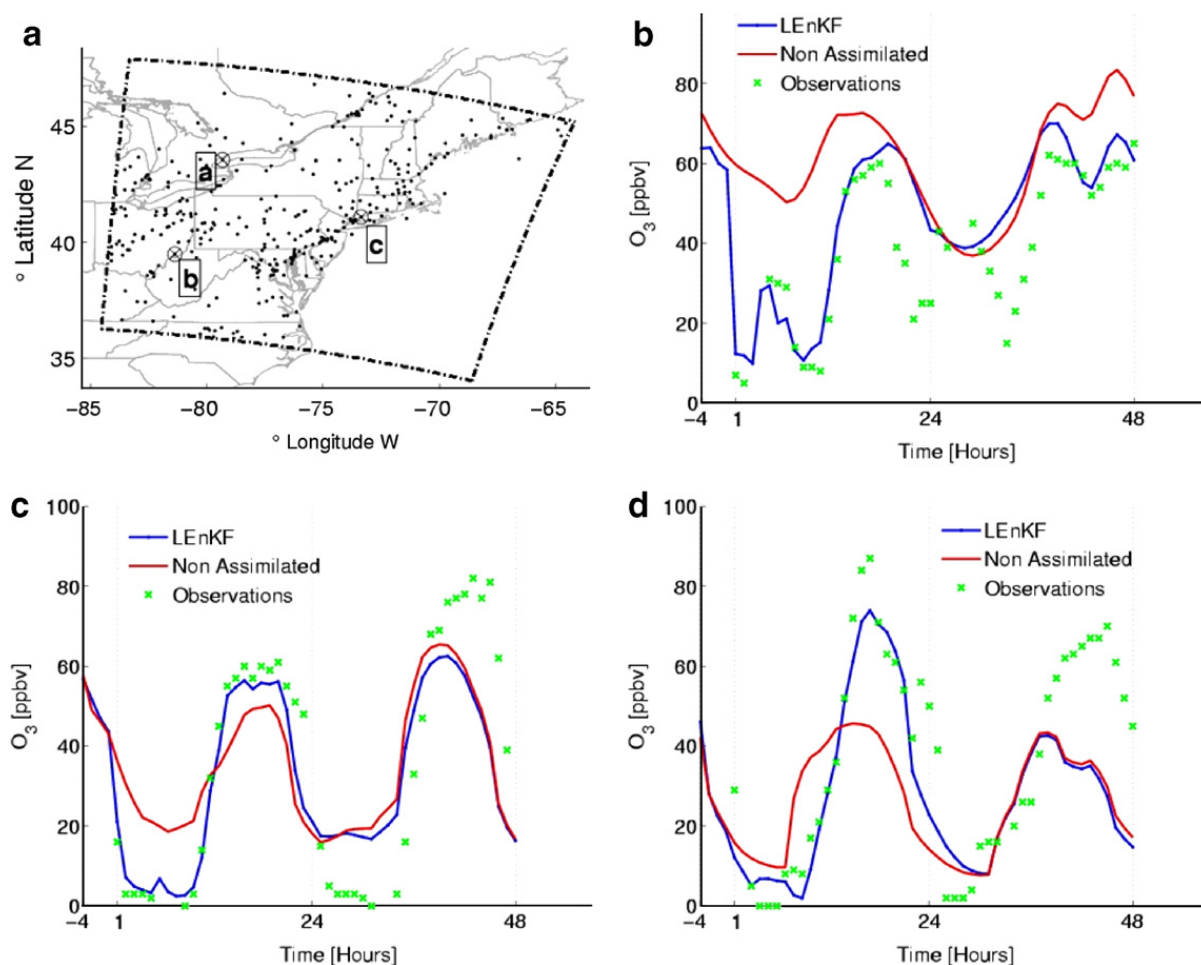 a
45
40
35
° Latitude N
a
b
c
−85
−79
−75
−70
−65
° Longitude W
b
LEnKF
Non Assimilated
Observations
80
60
40
20
0
O3 [ppbv]
−4
1
24
48
Time [Hours]
c
100
80
60
40
20
0
O3 [ppbv]
LEnKF
Non Assimilated
Observations
−4
1
24
48
Time [Hours]
d
100
80
60
40
20
0
O3 [ppbv]
LEnKF
Non Assimilated
Observations
−4
1
24
48
Time [Hours]